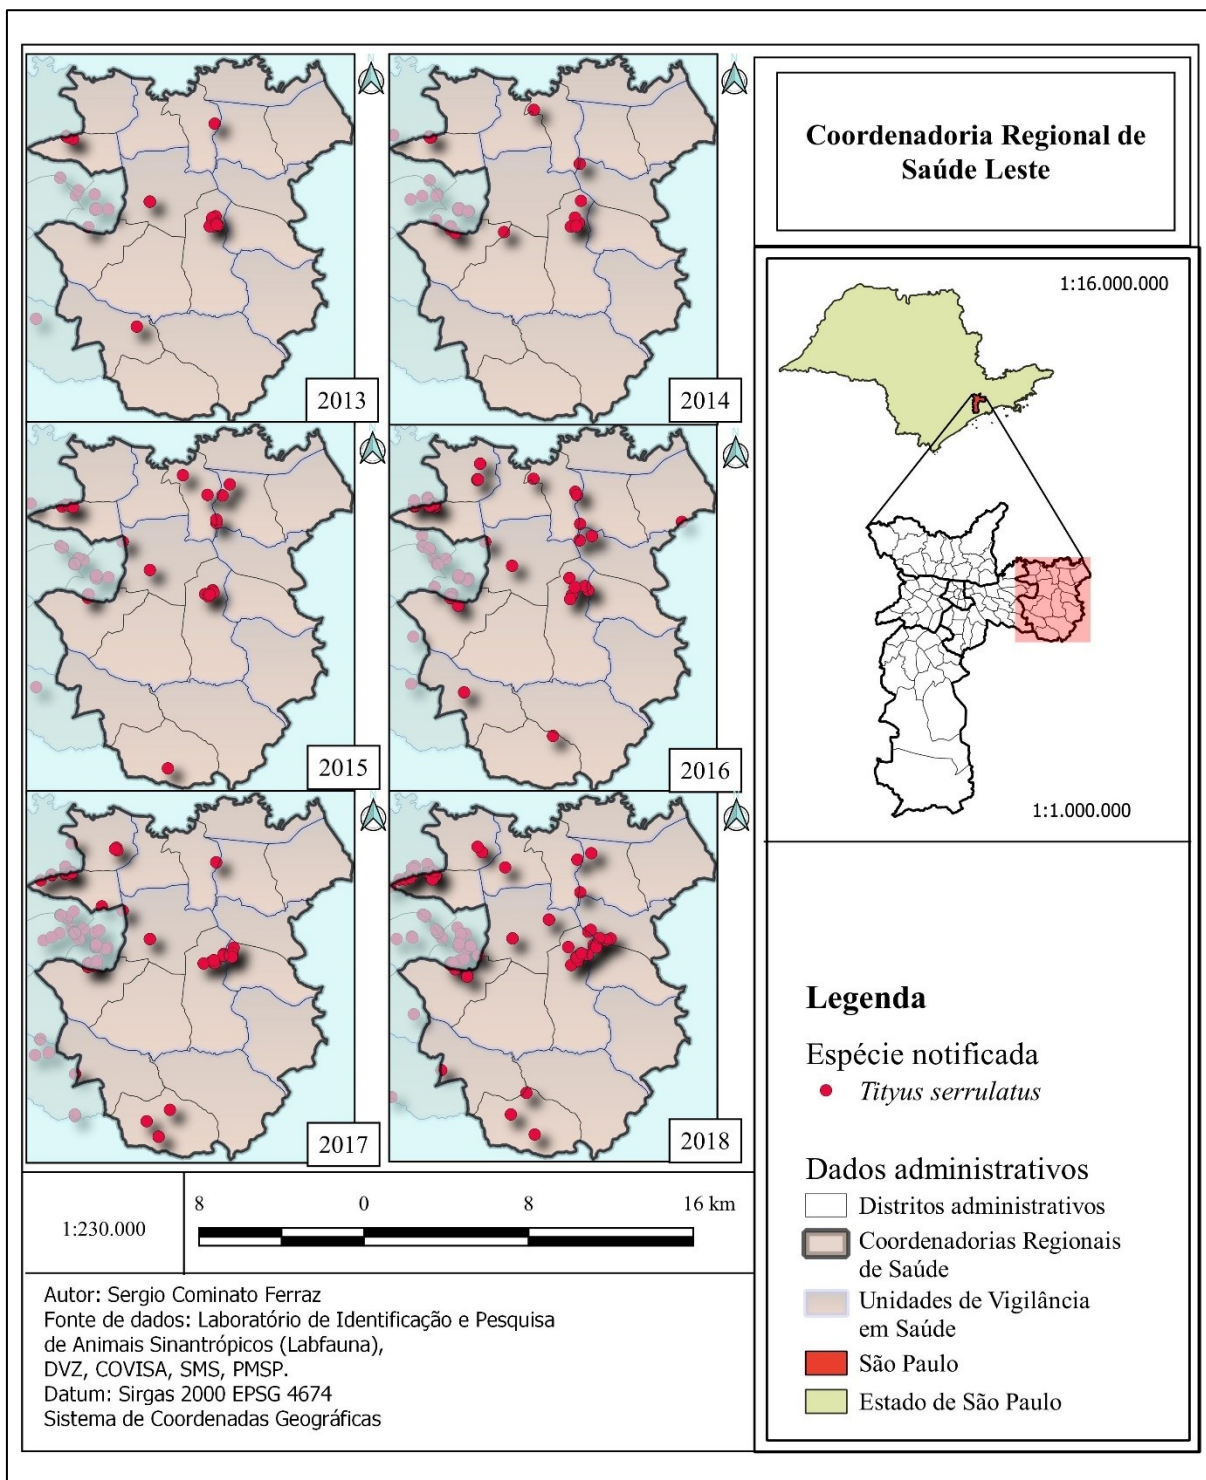 Coordenadoria Regional de
Saúde Leste
2013
2014
2015
2016
2017
2018
1:16.000.000
1:1.000.000
Legenda
Espécie notificada
Tityus serrulatus
Dados administrativos
Distritos administrativos
Coordenadorias Regionais
de Saúde
Unidades de Vigilância
em Saúde
São Paulo
Estado de São Paulo
1:230.000
8 0 8 16 km
Autor: Sergio Cominato Ferraz
Fonte de dados: Laboratório de Identificação e Pesquisa
de Animais Sinantrópicos (Labfauna),
DVZ, COVISA, SMS, PMSP.
Datum: Sirgas 2000 EPSG 4674
Sistema de Coordenadas Geográficas